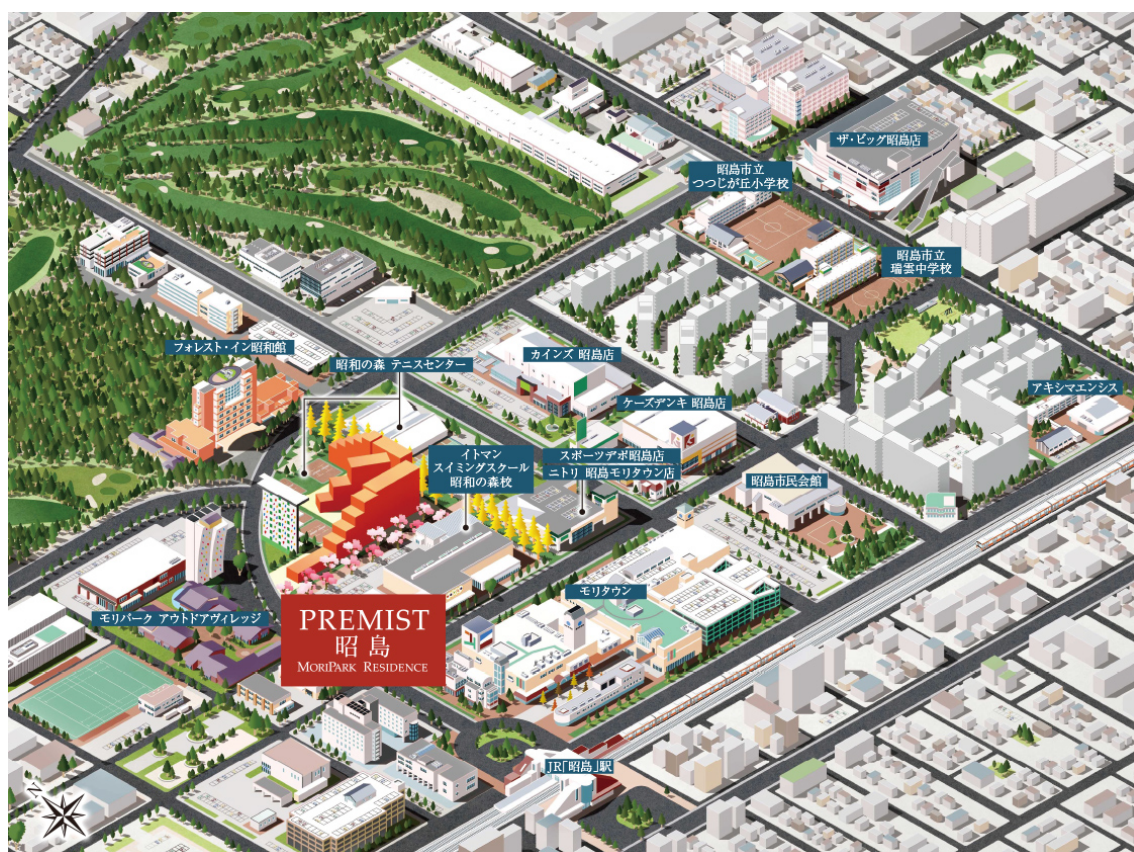 ザ・ビッグ昭島店
昭島市立
つつじが丘小学校
昭島市立
瑞雲中学校
フォレスト・イン昭和館
昭和の森 テニスセンター
カインズ 昭島店
ケーズデンキ 昭島店
アキシマエンシス
イトマン
スイミングスクール
昭和の森校
スポーツデポ昭島店
ニトリ 昭島モリタウン店
昭島市民会館
モリタウン
モリパーク アウトドアヴィレッジ
PREMIST
昭島
MORIPARK RESIDENCE
JR「昭島」駅
N